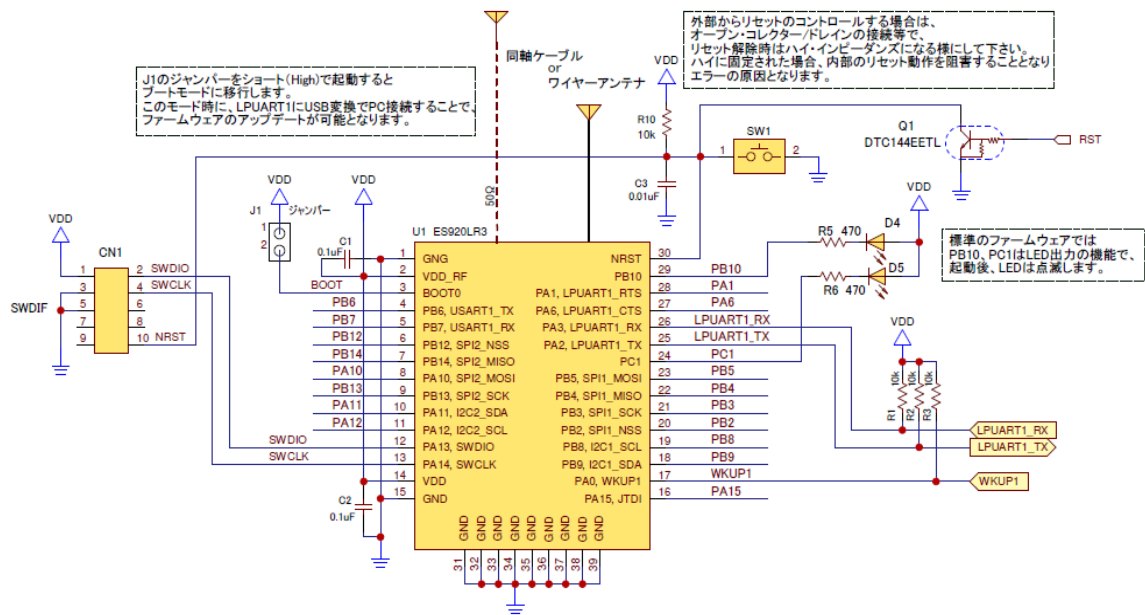 外部からリセットのコントロールする場合は、
オープン・コレクター/ドレインの接続等で、
リセット解除時はハイ・インピーダンズになる様にして下さい。
ハイに固定された場合、内部のリセット動作を阻害することとなり
エラーの原因となります。
J1のジャンパーをショート(High)で起動すると
ブートモードに移行します。
このモード時に、LPUART1にUSB変換でPC接続することで、
ファームウェアのアップデートが可能となります。
同軸ケーブル
or
ワイヤーアンテナ
50Ω
VDD
R10
10k
SW1
1
2
C3
0.01uF
Q1
DTC144EETL
RST
VDD
J1
ジャンパー
1
2
VDD
C1
0.1uF
BOOT
VDD
CN1
SWDIF
1
3
5
7
9
2
4
6
8
10
SWDIO
SWCLK
NRST
U1 ES920LR3
1 GNG
2 VDD_RF
3 BOOT0
PB6 4 PB6, USART1_TX
PB7 5 PB7, USART1_RX
PB12 6 PB12, SPI2_NSS
PB14 7 PB14, SPI2_MISO
PA10 8 PA10, SPI2_MOSI
PB13 9 PB13, SPI2_SCK
PA11 10 PA11, I2C2_SDA
PA12 11 PA12, I2C2_SCL
SWDIO 12 PA13, SWDIO
SWCLK 13 PA14, SWCLK
14 VDD
15 GND
C2
0.1uF
NRST 30
PB10 29 PB10
PA1, LPUART1_RTS 28 PA1
PA6, LPUART1_CTS 27 PA6
PA3, LPUART1_RX 26 LPUART1_RX
PA2, LPUART1_TX 25 LPUART1_TX
PC1 24 PC1
PB5, SPI1_MOSI 23 PB5
PB4, SPI1_MISO 22 PB4
PB3, SPI1_SCK 21 PB3
PB2, SPI1_NSS 20 PB2
PB8, I2C1_SCL 19 PB8
PB9, I2C1_SDA 18 PB9
PA0, WKUP1 17 WKUP1
PA15, JTDI 16 PA15
GND GND GND GND GND GND GND GND GND
31 32 33 34 35 36 37 38 39
VDD
R5 470
D4
R6 470
D5
標準のファームウェアでは
PB10、PC1はLED出力の機能で、
起動後、LEDは点滅します。
VDD
10k
10k
10k
R1
R2
R3
LPUART1_RX
LPUART1_TX
WKUP1